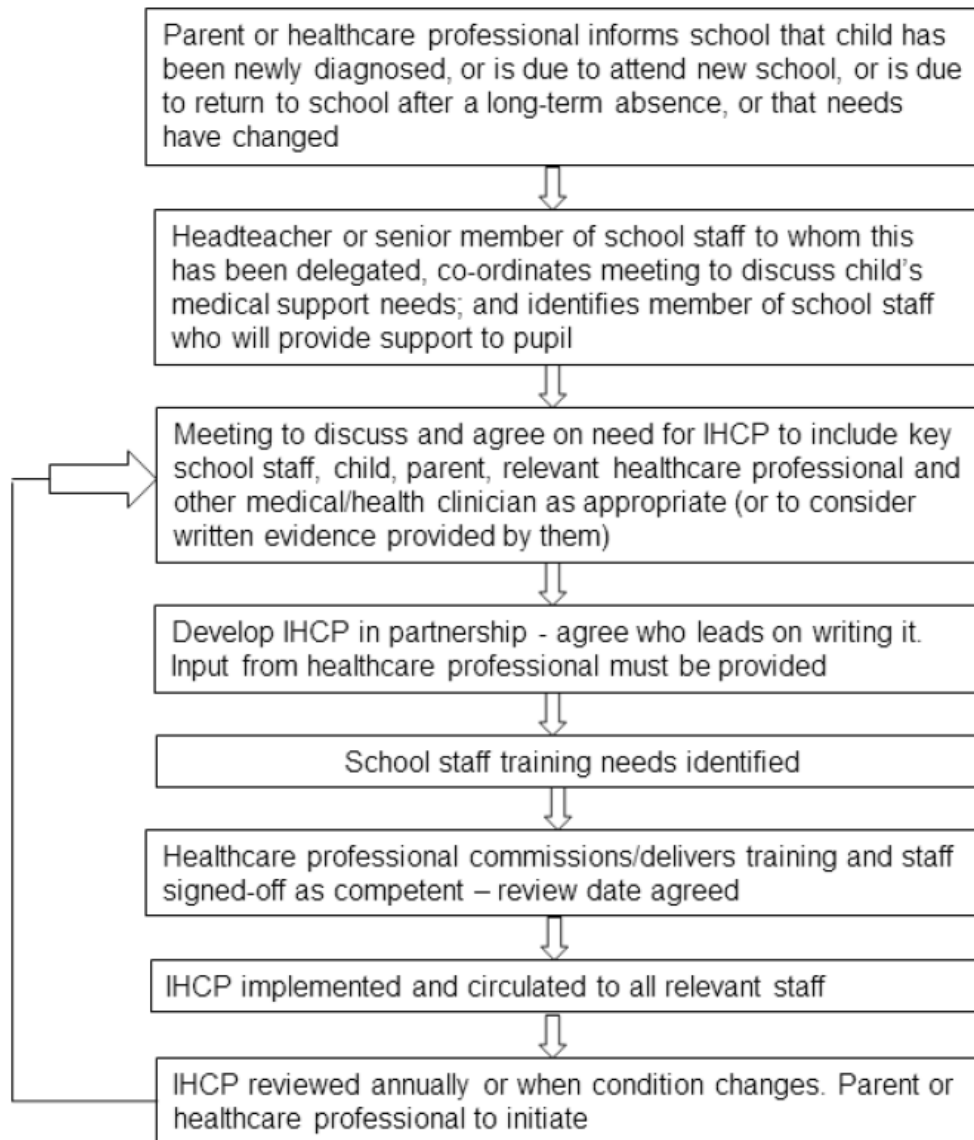 Parent or healthcare professional informs school that child has
been newly diagnosed, or is due to attend new school, or is due
to return to school after a long-term absence, or that needs
have changed
Headteacher or senior member of school staff to whom this
has been delegated, co-ordinates meeting to discuss child's
medical support needs; and identifies member of school staff
who will provide support to pupil
Meeting to discuss and agree on need for IHCP to include key
school staff, child, parent, relevant healthcare professional and
other medical/health clinician as appropriate (or to consider
written evidence provided by them)
Develop IHCP in partnership - agree who leads on writing it.
Input from healthcare professional must be provided
School staff training needs identified
Healthcare professional commissions/delivers training and staff
signed-off as competent – review date agreed
IHCP implemented and circulated to all relevant staff
IHCP reviewed annually or when condition changes. Parent or
healthcare professional to initiate